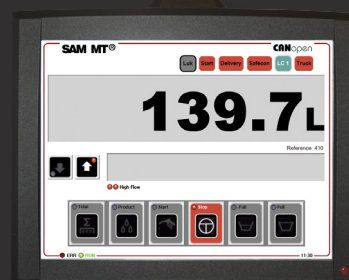 SAM MT®
CANopen
Luk Start Delivery Safecon LC 1 Truck
139.7L
Reference 410
High Flow
Total Product Start Stop Full Full
ERR RUN 11:30